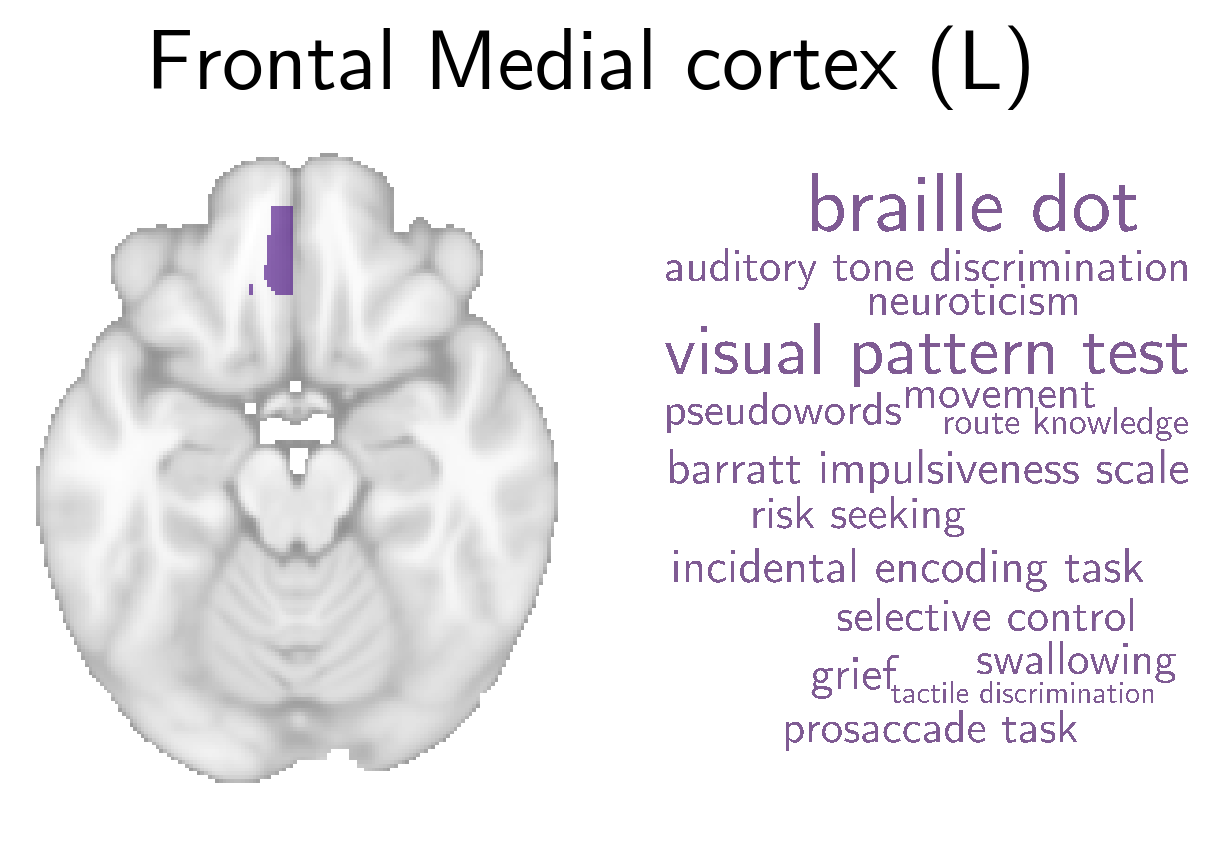 Frontal Medial cortex (L)
braille dot
auditory tone discrimination
neuroticism
visual pattern test
movement
pseudowords
route knowledge
barratt impulsiveness scale
risk seeking
incidental encoding task
selective control
swallowing
grief
tactile discrimination
prosaccade task